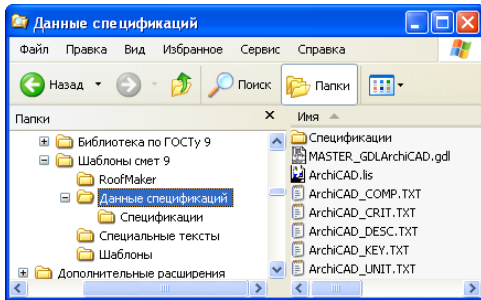 Данные спецификаций
Файл Правка Вид Избранное Сервис Справка
Назад Поиск Папки
Папки
Библиотека по ГОСТу 9
Шаблоны смет 9
RoofMaker
Данные спецификаций
Спецификации
Специальные тексты
Шаблоны
Дополнительные расширения
Имя
Спецификации
MASTER_GDLArchiCAD.gdl
ArchiCAD.lis
ArchiCAD_COMP.TXT
ArchiCAD_CRIT.TXT
ArchiCAD_DESC.TXT
ArchiCAD_KEY.TXT
ArchiCAD_UNIT.TXT